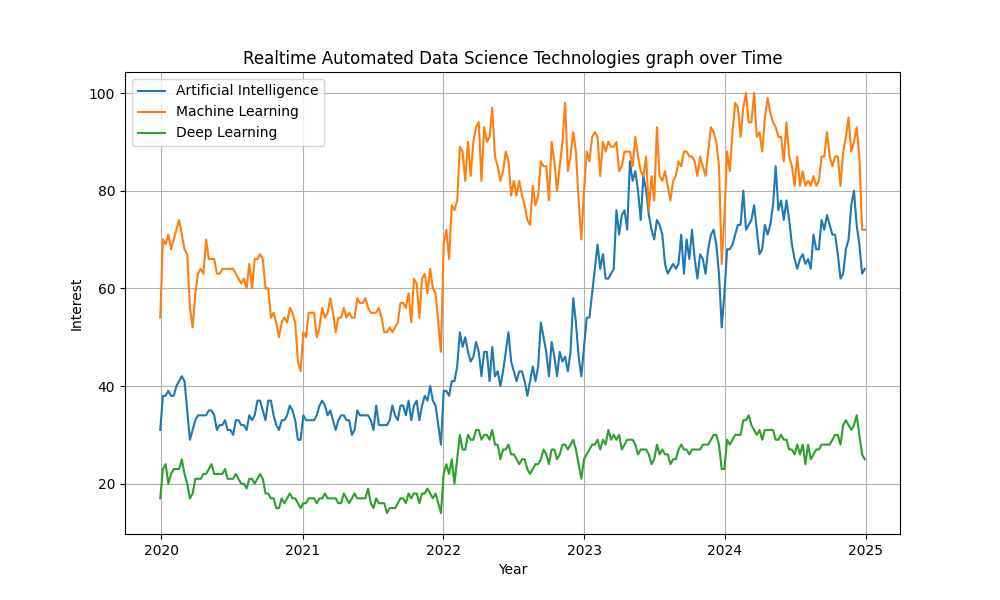 Realtime Automated Data Science Technologies graph over Time
Artificial Intelligence
Machine Learning
Deep Learning
100
80
60
40
20
Interest
2020 2021 2022 2023 2024 2025
Year